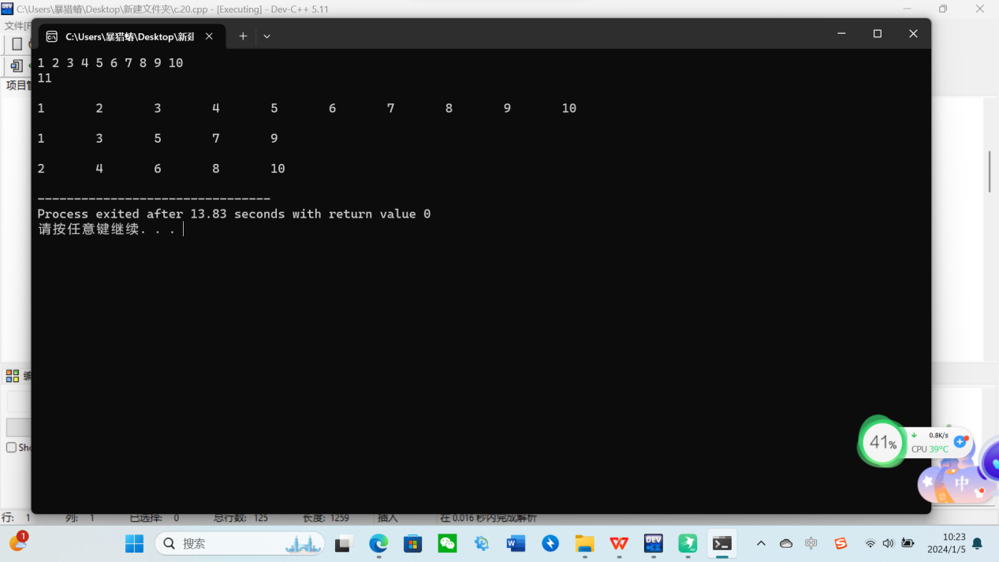 C:\Users\暴猎蝽\Desktop\新建文件夹\c.20.cpp - [Executing] - Dev-C++ 5.11
文件[F
C:\Users\暴猎蝽\Desktop\新建
1 2 3 4 5 6 7 8 9 10
11
项目管
1 2 3 4 5 6 7 8 9 10
1 3 5 7 9
2 4 6 8 10
--------------------------------
Process exited after 13.83 seconds with return value 0
请按任意键继续. . .
编
Sho
41%
0.8K/s
CPU 39°C
中
行: 1 列: 1 已选择: 0 总行数: 125 长度: 1259 插入 在 0.016 秒内完成解析
1
搜索
DEV
中
10:23
2024/1/5